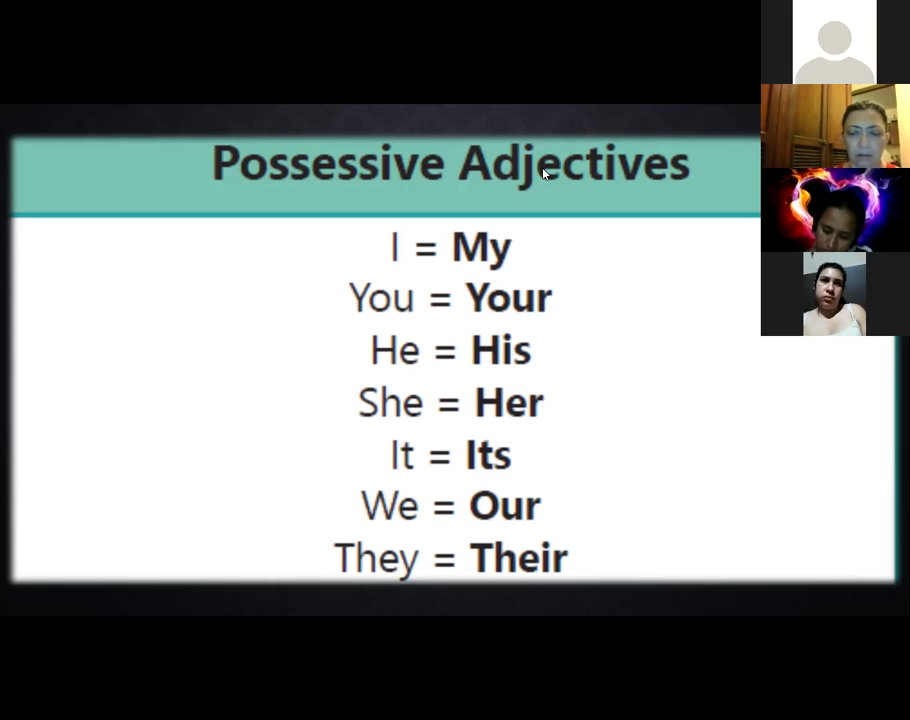 Possessive Adjectives
I = My
You = Your
He = His
She = Her
It = Its
We = Our
They = Their